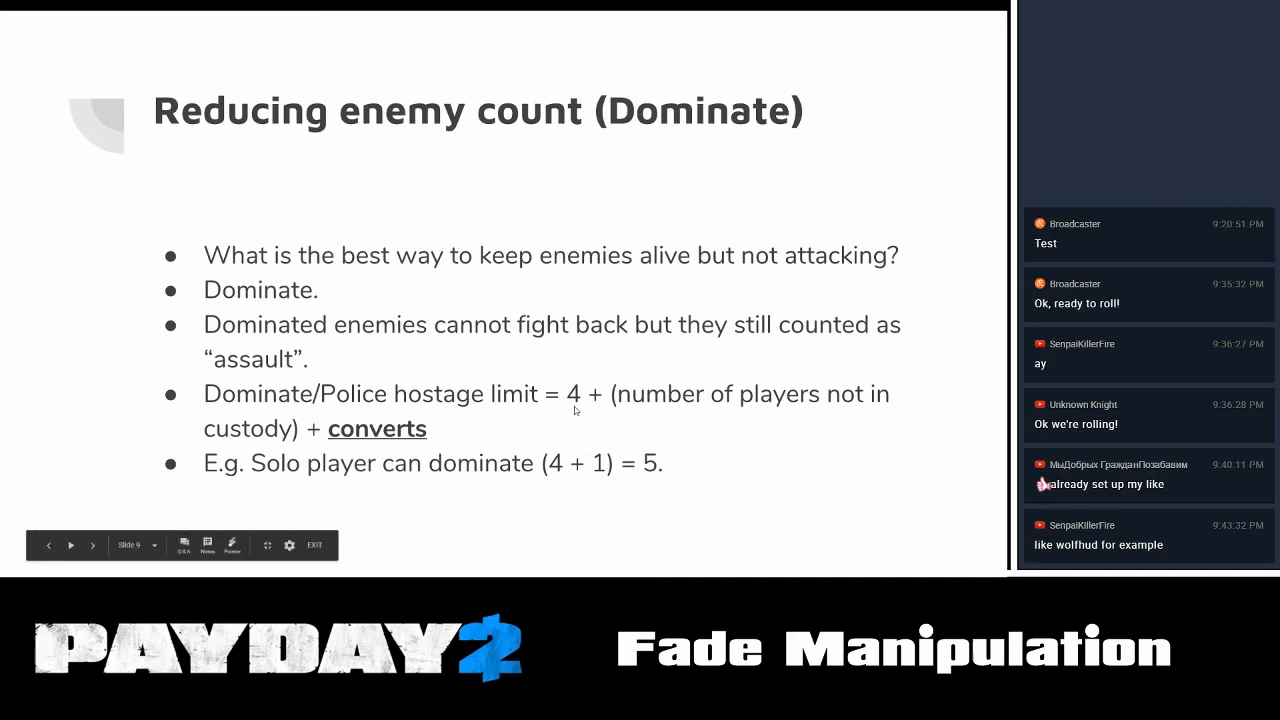 Reducing enemy count (Dominate)
● What is the best way to keep enemies alive but not attacking?
● Dominate.
● Dominated enemies cannot fight back but they still counted as
“assault”.
● Dominate/Police hostage limit = 4 + (number of players not in
custody) + converts
● E.g. Solo player can dominate (4 + 1) = 5.
Slide 9
Q&A
Notes
Pointer
EXIT
Broadcaster 9:20:51 PM
Test
Broadcaster 9:35:32 PM
Ok, ready to roll!
SenpaiKillerFire 9:36:27 PM
ay
Unknown Knight 9:36:28 PM
Ok we're rolling!
МыДобрых ГражданПозабавим 9:40:11 PM
already set up my like
SenpaiKillerFire 9:43:32 PM
like wolfhud for example
PAYDAY 2
Fade Manipulation